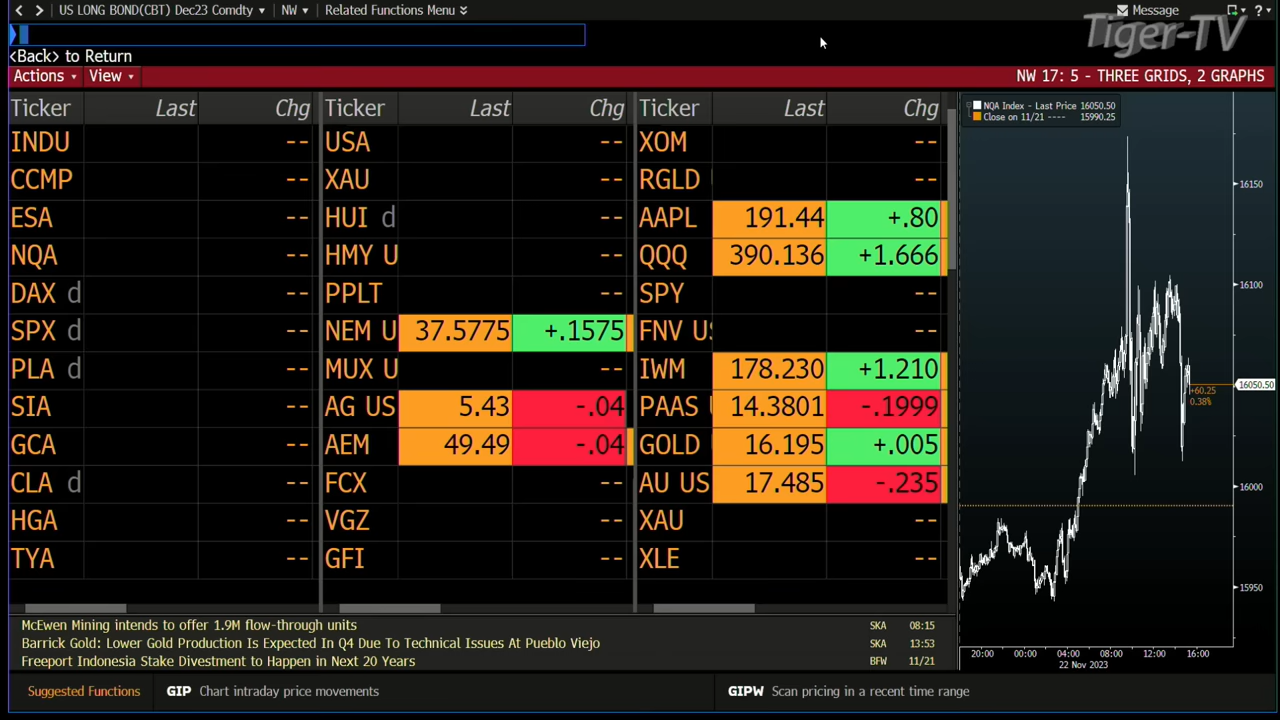 US LONG BOND(CBT) Dec23 Comdty NW Related Functions Menu Message
Tiger-TV
<Back> to Return
Actions View NW 17: 5 - THREE GRIDS, 2 GRAPHS
Ticker Last Chg Ticker Last Chg Ticker Last Chg
INDU -- USA -- XOM --
CCMP -- XAU -- RGLD --
ESA -- HUI d -- AAPL 191.44 +.80
NQA -- HMY U -- QQQ 390.136 +1.666
DAX d -- PPLT -- SPY --
SPX d -- NEM U 37.5775 +.1575 FNV US --
PLA d -- MUX U -- IWM 178.230 +1.210
SIA -- AG US 5.43 -.04 PAAS 14.3801 -.1999
GCA -- AEM 49.49 -.04 GOLD 16.195 +.005
CLA d -- FCX -- AU US 17.485 -.235
HGA -- VGZ -- XAU --
TYA -- GFI -- XLE --
NQA Index - Last Price 16050.50
Close on 11/21 ---- 15990.25
16150
16100
16050.50
+60.25
0.38%
16000
15950
20:00 00:00 04:00 08:00 12:00 16:00
22 Nov 2023
McEwen Mining intends to offer 1.9M flow-through units SKA 08:15
Barrick Gold: Lower Gold Production Is Expected In Q4 Due To Technical Issues At Pueblo Viejo SKA 13:53
Freeport Indonesia Stake Divestment to Happen in Next 20 Years BFW 11/21
Suggested Functions GIP Chart intraday price movements GIPW Scan pricing in a recent time range